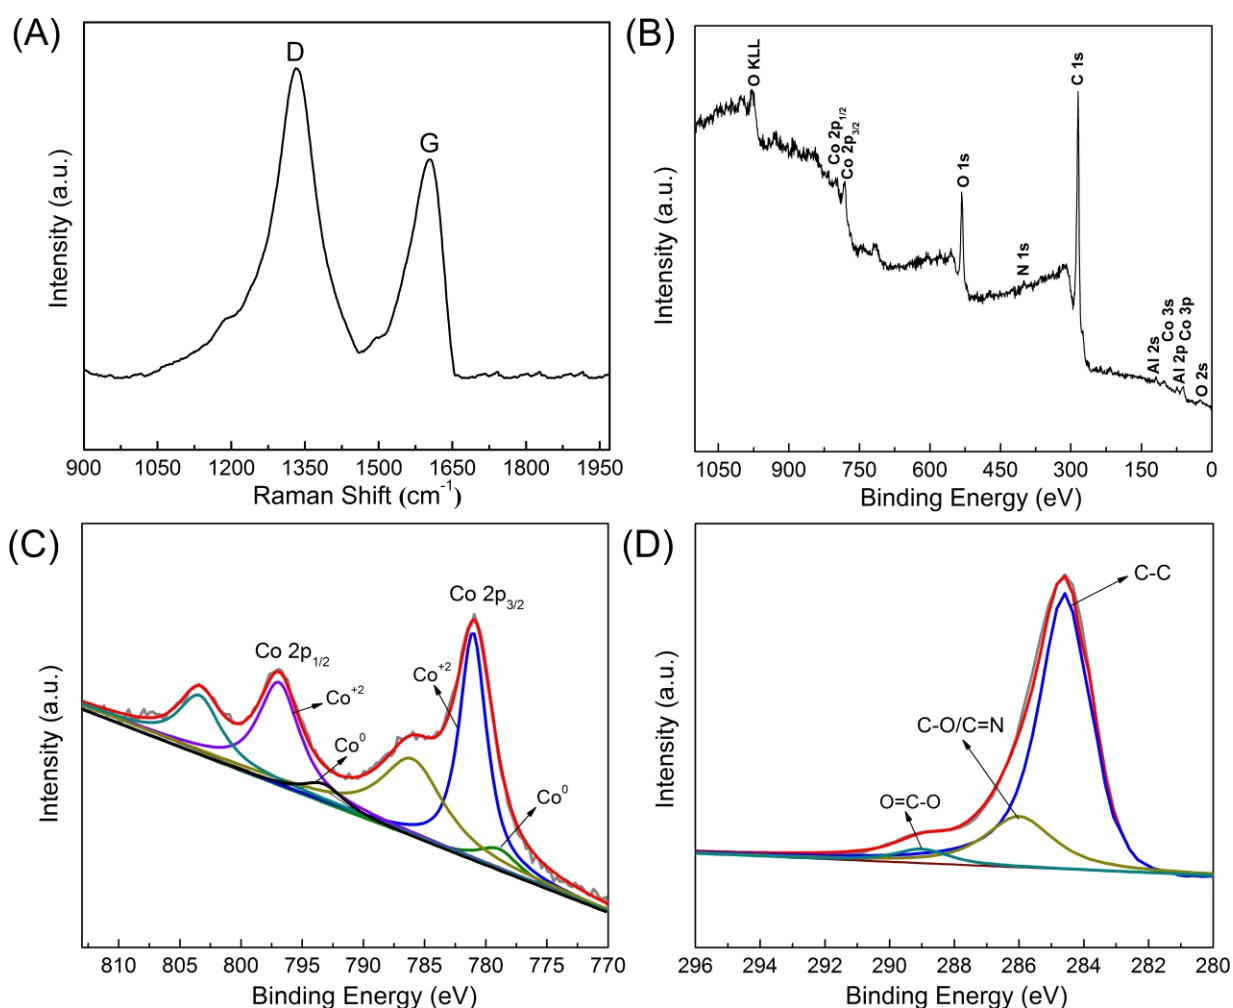 (A)
D
G
Intensity (a.u.)
900 1050 1200 1350 1500 1650 1800 1950
Raman Shift (cm⁻¹)
(B)
O KLL
Co 2p1/2
Co 2p3/2
O 1s
N 1s
C 1s
Al 2s
Co 3s
Al 2p
Co 3p
O 2s
Intensity (a.u.)
1050 900 750 600 450 300 150 0
Binding Energy (eV)
(C)
Co 2p3/2
Co 2p1/2
Co⁺²
Co⁺²
Co⁰
Co⁰
Intensity (a.u.)
810 805 800 795 790 785 780 775 770
Binding Energy (eV)
(D)
C-C
C-O/C=N
O=C-O
Intensity (a.u.)
296 294 292 290 288 286 284 282 280
Binding Energy (eV)